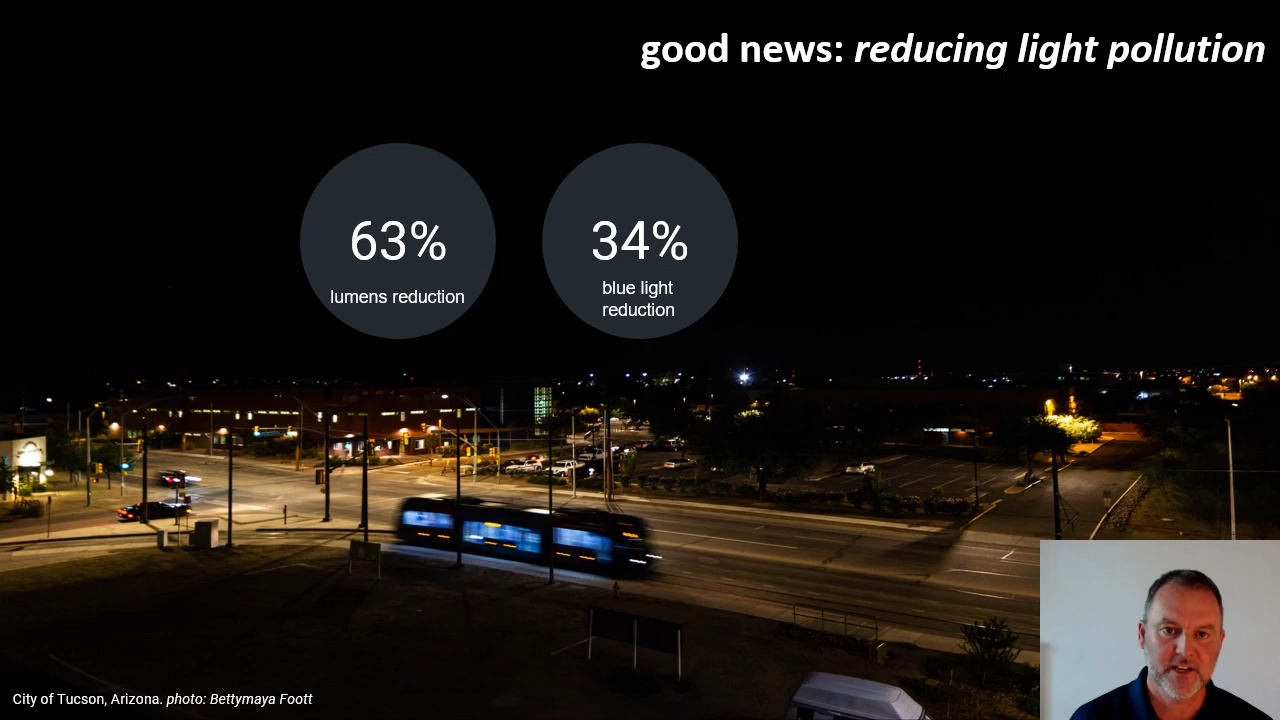 good news: reducing light pollution
63%
lumens reduction
34%
blue light
reduction
City of Tucson, Arizona. photo: Bettymaya Foott